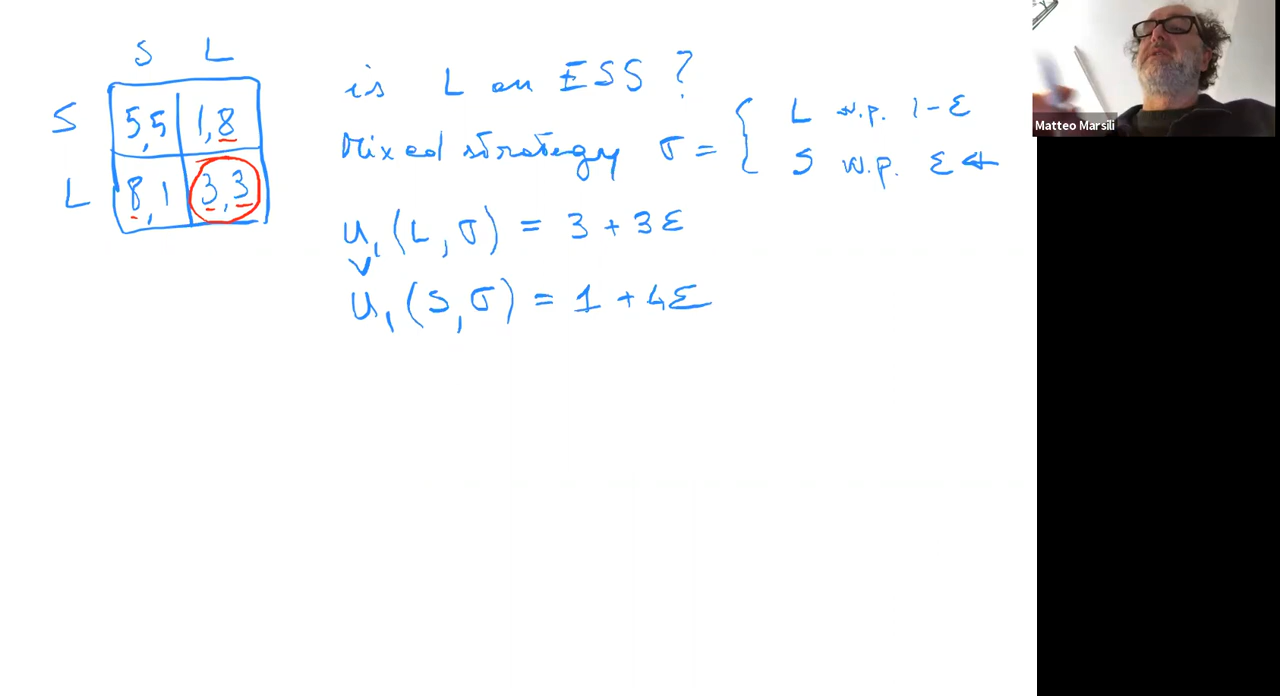 S L
S 5,5 1,8
L 8,1 3,3
is L an ESS ?
Mixed strategy σ = { L w.p. 1-ε
S w.p. ε
u₁(L,σ) = 3 + 3ε
v
u₁(S,σ) = 1 + 4ε
Matteo Marsili